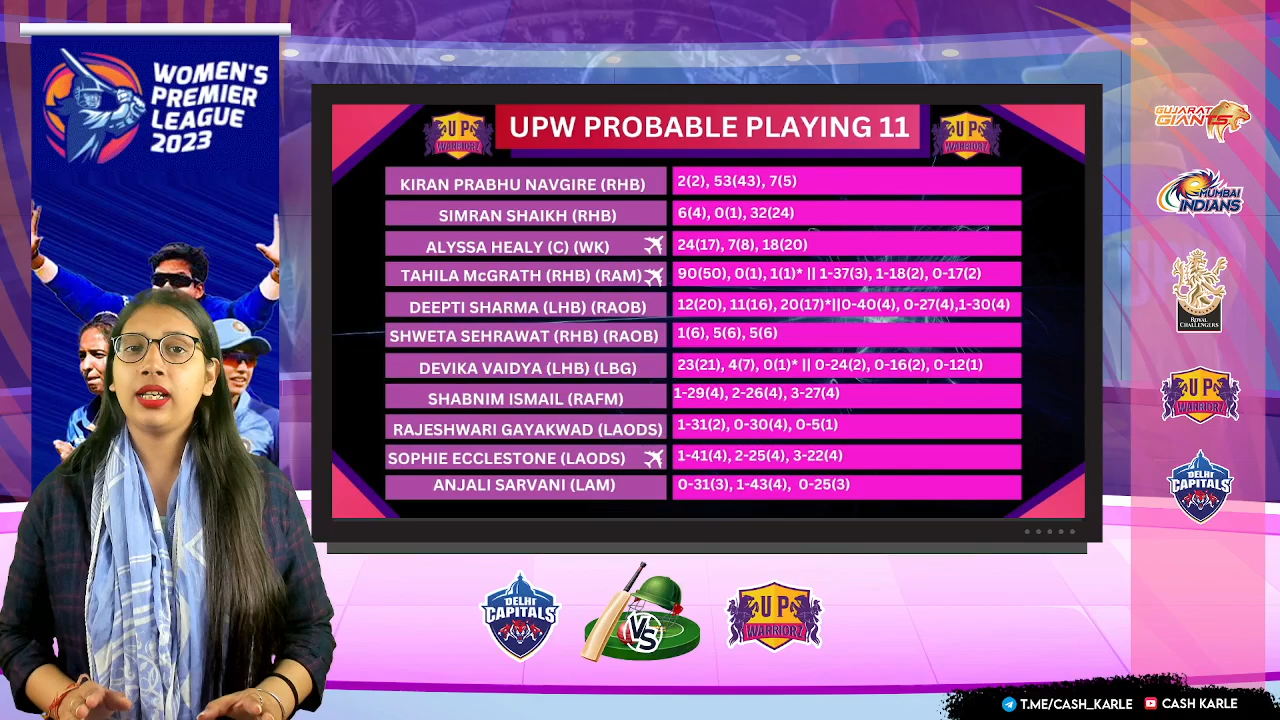 WOMEN'S
PREMIER
LEAGUE
2023
UP
WARRIORZ
UPW PROBABLE PLAYING 11
UP
WARRIORZ
KIRAN PRABHU NAVGIRE (RHB) 2(2), 53(43), 7(5)
SIMRAN SHAIKH (RHB) 6(4), 0(1), 32(24)
ALYSSA HEALY (C) (WK) 24(17), 7(8), 18(20)
TAHILA McGRATH (RHB) (RAM) 90(50), 0(1), 1(1)* || 1-37(3), 1-18(2), 0-17(2)
DEEPTI SHARMA (LHB) (RAOB) 12(20), 11(16), 20(17)*||0-40(4), 0-27(4),1-30(4)
SHWETA SEHRAWAT (RHB) (RAOB) 1(6), 5(6), 5(6)
DEVIKA VAIDYA (LHB) (LBG) 23(21), 4(7), 0(1)* || 0-24(2), 0-16(2), 0-12(1)
SHABNIM ISMAIL (RAFM) 1-29(4), 2-26(4), 3-27(4)
RAJESHWARI GAYAKWAD (LAODS) 1-31(2), 0-30(4), 0-5(1)
SOPHIE ECCLESTONE (LAODS) 1-41(4), 2-25(4), 3-22(4)
ANJALI SARVANI (LAM) 0-31(3), 1-43(4), 0-25(3)
GUJARAT
GIANTS
MUMBAI
INDIANS
ROYAL
CHALLENGERS
UP
WARRIORZ
DELHI
CAPITALS
DELHI
CAPITALS
VS
UP
WARRIORZ
T.ME/CASH_KARLE CASH KARLE